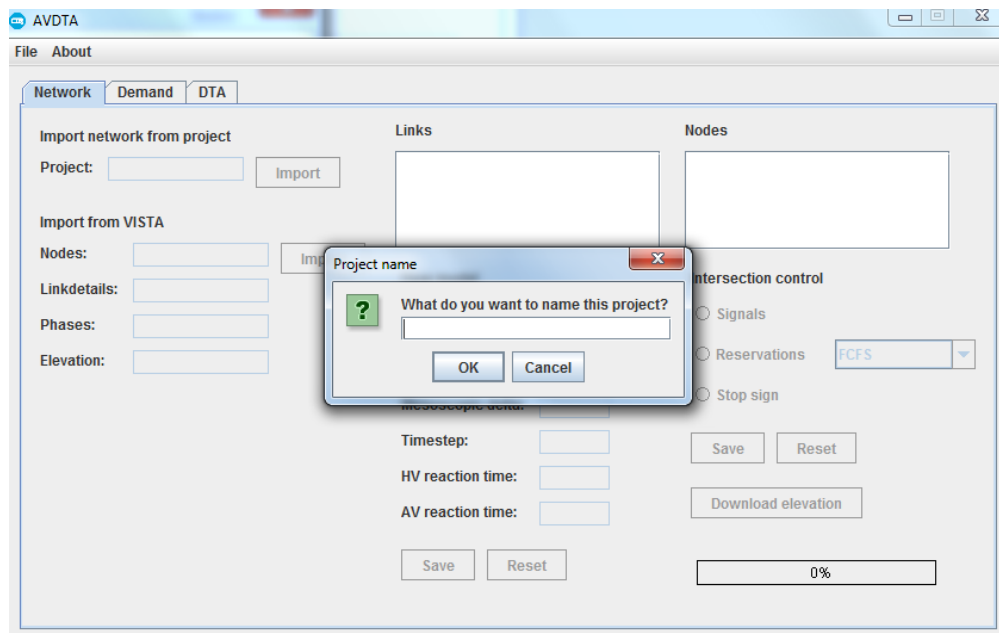 AVDTA
File About
Network Demand DTA
Import network from project
Project: Import
Import from VISTA
Nodes:
Linkdetails:
Phases:
Elevation:
Links
Project name
What do you want to name this project?
OK Cancel
Mesoscopic delta:
Timestep:
HV reaction time:
AV reaction time:
Save Reset
Nodes
Intersection control
Signals
Reservations FCFS
Stop sign
Save Reset
Download elevation
0%